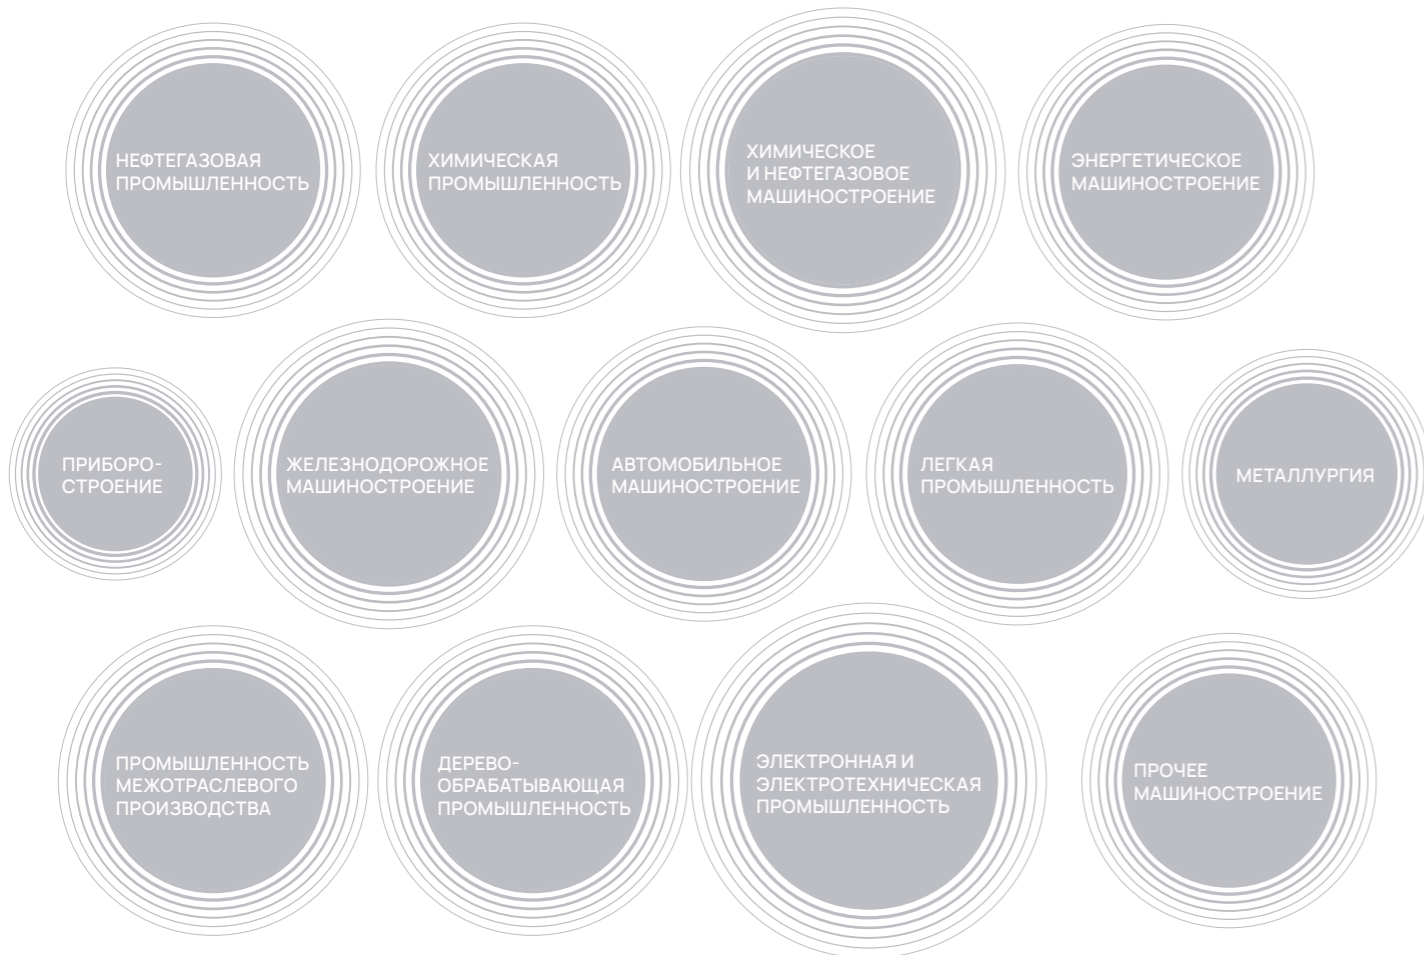 НЕФТЕГАЗОВАЯ
ПРОМЫШЛЕННОСТЬ
ХИМИЧЕСКАЯ
ПРОМЫШЛЕННОСТЬ
ХИМИЧЕСКОЕ
И НЕФТЕГАЗОВОЕ
МАШИНОСТРОЕНИЕ
ЭНЕРГЕТИЧЕСКОЕ
МАШИНОСТРОЕНИЕ
ПРИБОРО-
СТРОЕНИЕ
ЖЕЛЕЗНОДОРОЖНОЕ
МАШИНОСТРОЕНИЕ
АВТОМОБИЛЬНОЕ
МАШИНОСТРОЕНИЕ
ЛЕГКАЯ
ПРОМЫШЛЕННОСТЬ
МЕТАЛЛУРГИЯ
ПРОМЫШЛЕННОСТЬ
МЕЖОТРАСЛЕВОГО
ПРОИЗВОДСТВА
ДЕРЕВО-
ОБРАБАТЫВАЮЩАЯ
ПРОМЫШЛЕННОСТЬ
ЭЛЕКТРОННАЯ И
ЭЛЕКТРОТЕХНИЧЕСКАЯ
ПРОМЫШЛЕННОСТЬ
ПРОЧЕЕ
МАШИНОСТРОЕНИЕ